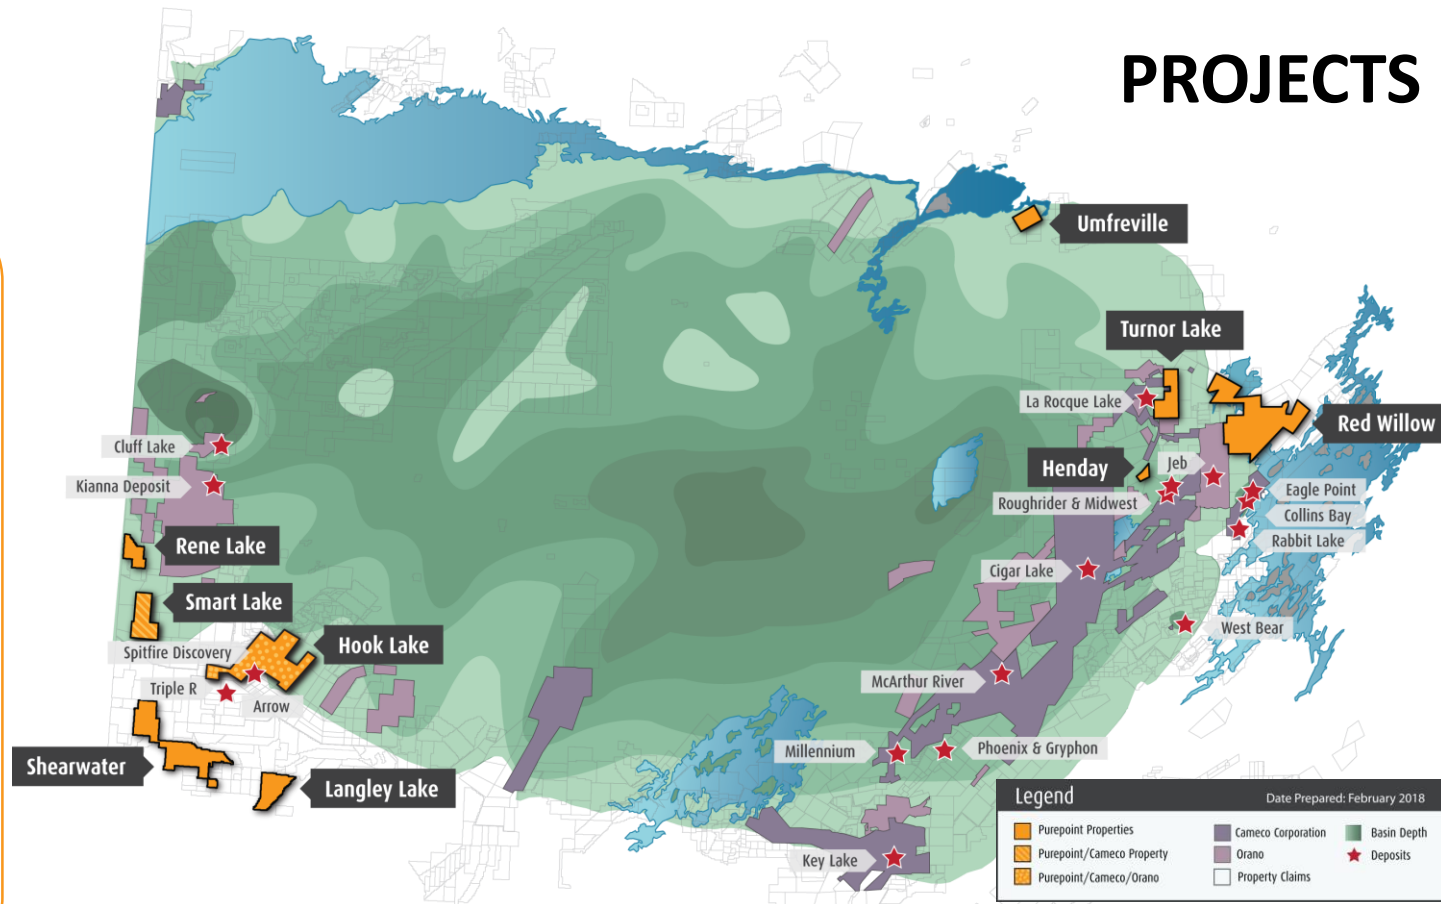 PROJECTS
Umfreville
Turnor Lake
La Rocque Lake
Red Willow
Cluff Lake
Henday
Jeb
Kianna Deposit
Roughrider & Midwest
Eagle Point
Collins Bay
Rabbit Lake
Rene Lake
Cigar Lake
Smart Lake
West Bear
Hook Lake
Spitfire Discovery
McArthur River
Triple R
Arrow
Millennium
Phoenix & Gryphon
Shearwater
Langley Lake
Key Lake
Legend
Date Prepared: February 2018
Purepoint Properties
Cameco Corporation
Basin Depth
Purepoint/Cameco Property
Orano
Deposits
Purepoint/Cameco/Orano
Property Claims